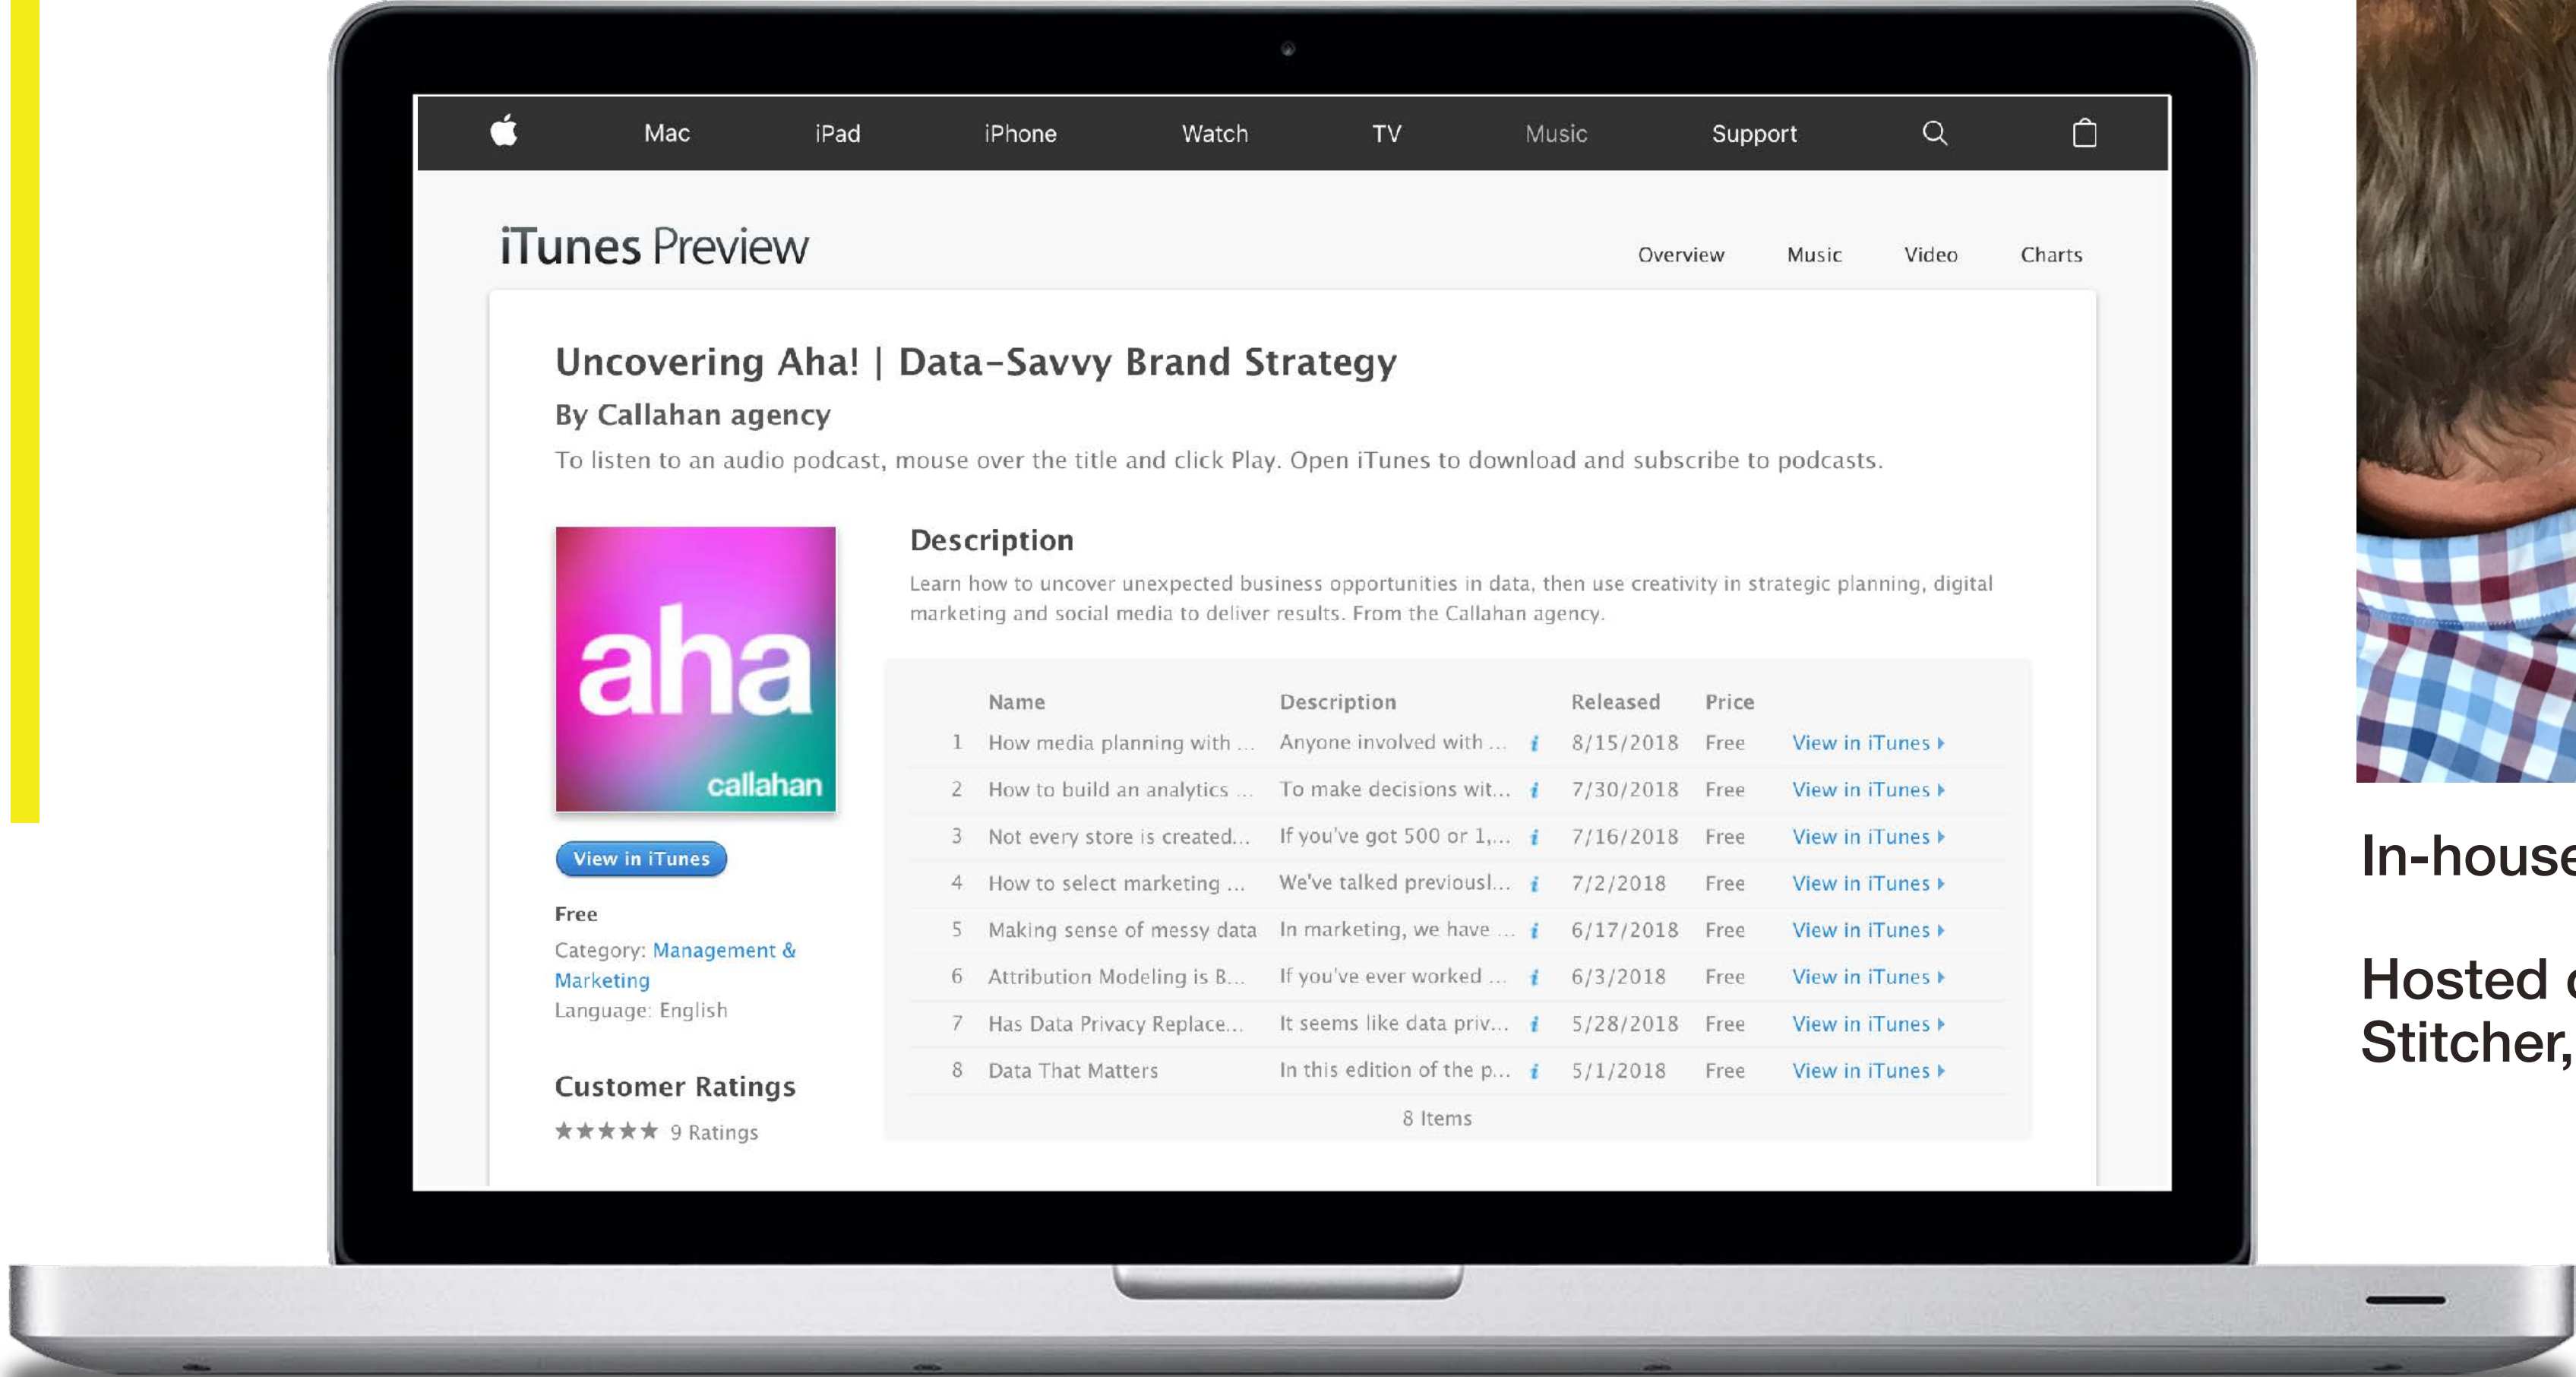 Mac iPad iPhone Watch TV Music Support
iTunes Preview
Overview Music Video Charts
Uncovering Aha! | Data-Savvy Brand Strategy
By Callahan agency
To listen to an audio podcast, mouse over the title and click Play. Open iTunes to download and subscribe to podcasts.
aha
callahan
View in iTunes
Free
Category: Management &
Marketing
Language: English
Customer Ratings
★★★★★ 9 Ratings
Description
Learn how to uncover unexpected business opportunities in data, then use creativity in strategic planning, digital
marketing and social media to deliver results. From the Callahan agency.
Name Description Released Price
1 How media planning with ... Anyone involved with ... i 8/15/2018 Free View in iTunes
2 How to build an analytics ... To make decisions wit... i 7/30/2018 Free View in iTunes
3 Not every store is created... If you've got 500 or 1,... i 7/16/2018 Free View in iTunes
4 How to select marketing ... We've talked previousl... i 7/2/2018 Free View in iTunes
5 Making sense of messy data In marketing, we have ... i 6/17/2018 Free View in iTunes
6 Attribution Modeling is B... If you've ever worked ... i 6/3/2018 Free View in iTunes
7 Has Data Privacy Replace... It seems like data priv... i 5/28/2018 Free View in iTunes
8 Data That Matters In this edition of the p... i 5/1/2018 Free View in iTunes
8 Items
In-house
Hosted
Stitcher,